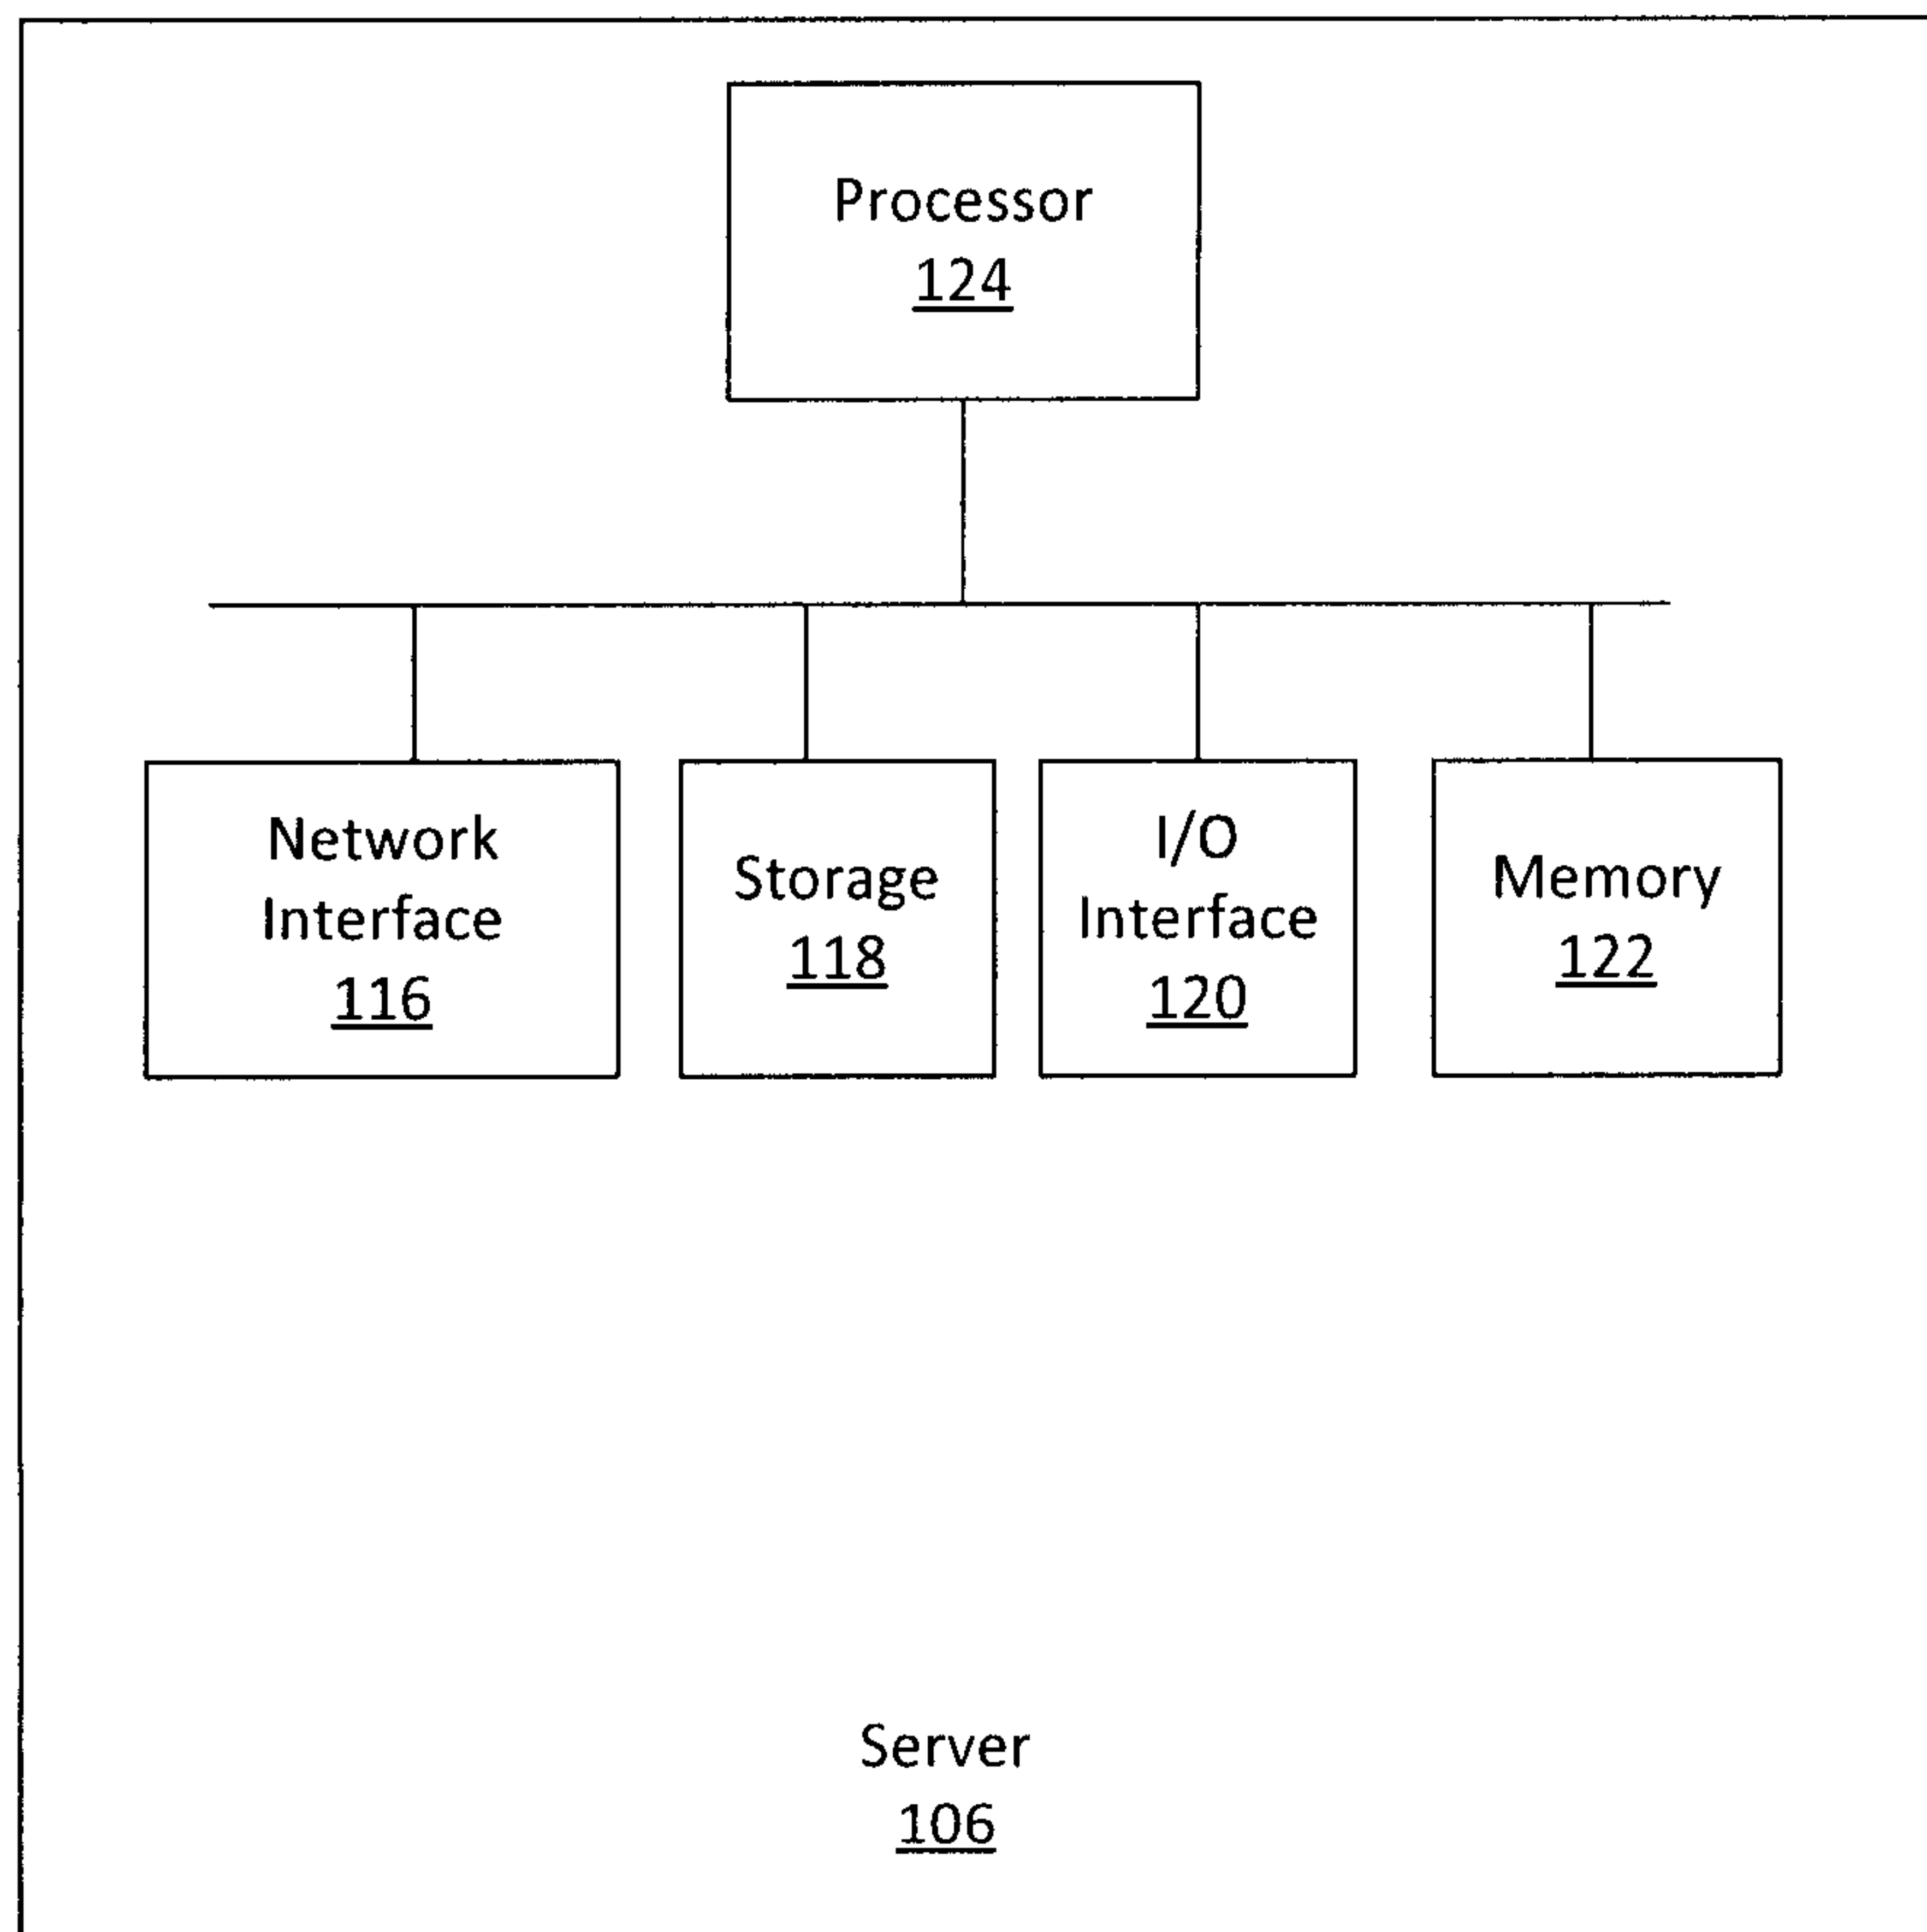 Processor
124
Network
Interface
116
Storage
118
I/O
Interface
120
Memory
122
Server
106